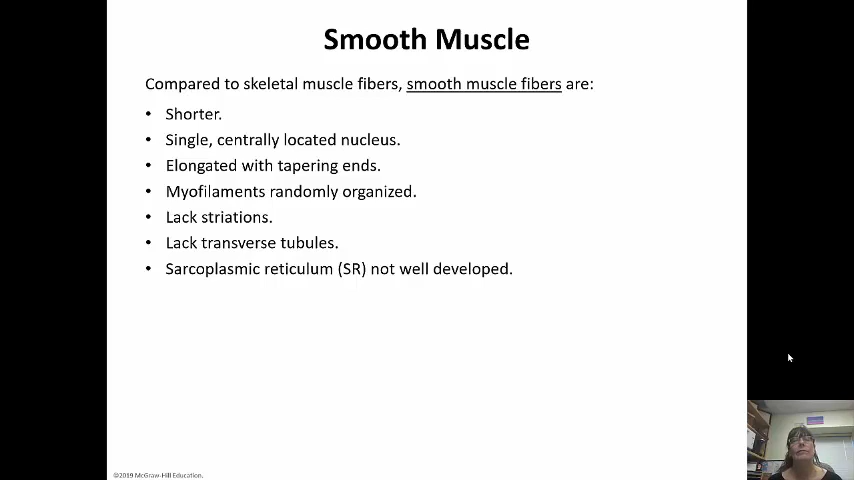 Smooth Muscle
Compared to skeletal muscle fibers, smooth muscle fibers are:
• Shorter.
• Single, centrally located nucleus.
• Elongated with tapering ends.
• Myofilaments randomly organized.
• Lack striations.
• Lack transverse tubules.
• Sarcoplasmic reticulum (SR) not well developed.
©2019 McGraw-Hill Education.